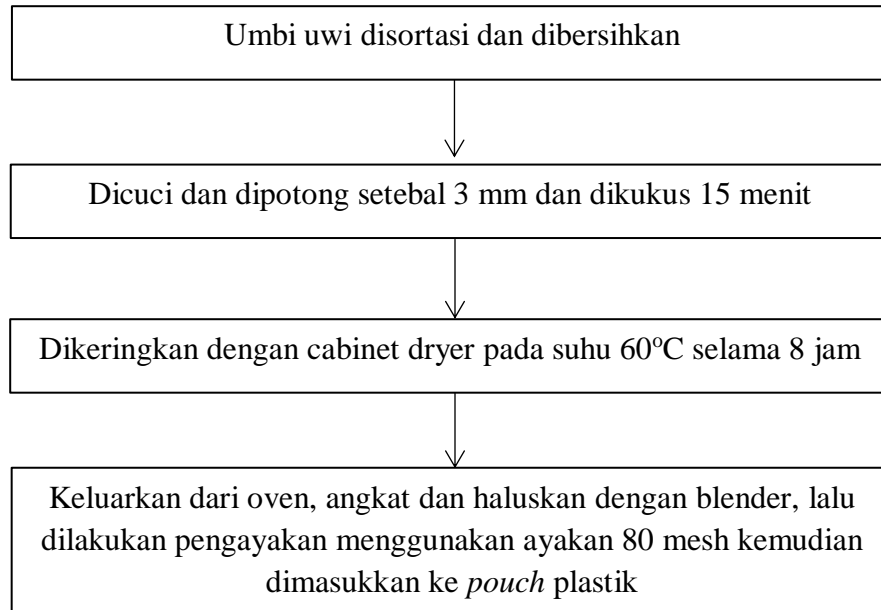 Umbi uwi disortasi dan dibersihkan
Dicuci dan dipotong setebal 3 mm dan dikukus 15 menit
Dikeringkan dengan cabinet dryer pada suhu 60°C selama 8 jam
Keluarkan dari oven, angkat dan haluskan dengan blender, lalu
dilakukan pengayakan menggunakan ayakan 80 mesh kemudian
dimasukkan ke pouch plastik